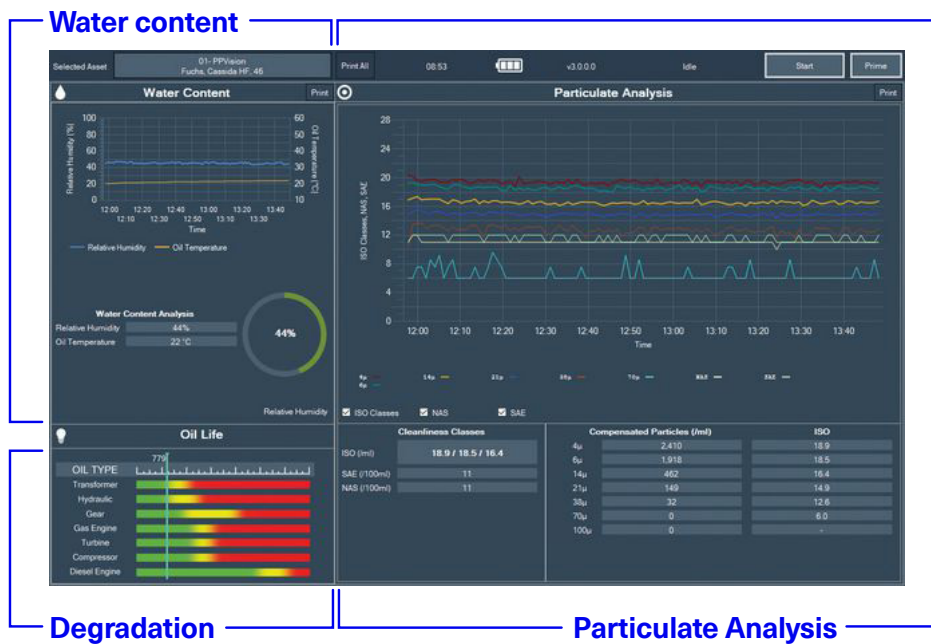 Water content
Selected Asset
01- PPVision
Fuchs, Cassida HF, 46
Print All
08:53
v3.0.0.0
Idle
Start
Prime
Water Content
Print
Relative Humidity (%)
100
80
60
40
20
0
60
50
40
30
20
10
Oil Temperature (°C)
12:00 12:20 12:40 13:00 13:20 13:40
12:10 12:30 12:50 13:10 13:30
Time
Relative Humidity
Oil Temperature
Water Content Analysis
Relative Humidity 44%
Oil Temperature 22 °C
44%
Relative Humidity
Particulate Analysis
Print
ISO Classes, NAS, SAE
28
24
20
16
12
8
4
0
12:00 12:10 12:20 12:30 12:40 12:50 13:00 13:10 13:20 13:30 13:40
Time
4µ 14µ 21µ 38µ 70µ NAS SAE
6µ
ISO Classes
NAS
SAE
Oil Life
779
OIL TYPE
Transformer
Hydraulic
Gear
Gas Engine
Turbine
Compressor
Diesel Engine
Cleanliness Classes
ISO (/ml) 18.9 / 18.5 / 16.4
SAE (/100ml) 11
NAS (/100ml) 11
Compensated Particles (/ml) ISO
4µ 2,410 18.9
6µ 1,918 18.5
14µ 462 16.4
21µ 149 14.9
38µ 32 12.6
70µ 0 6.0
100µ 0 -
Degradation
Particulate Analysis